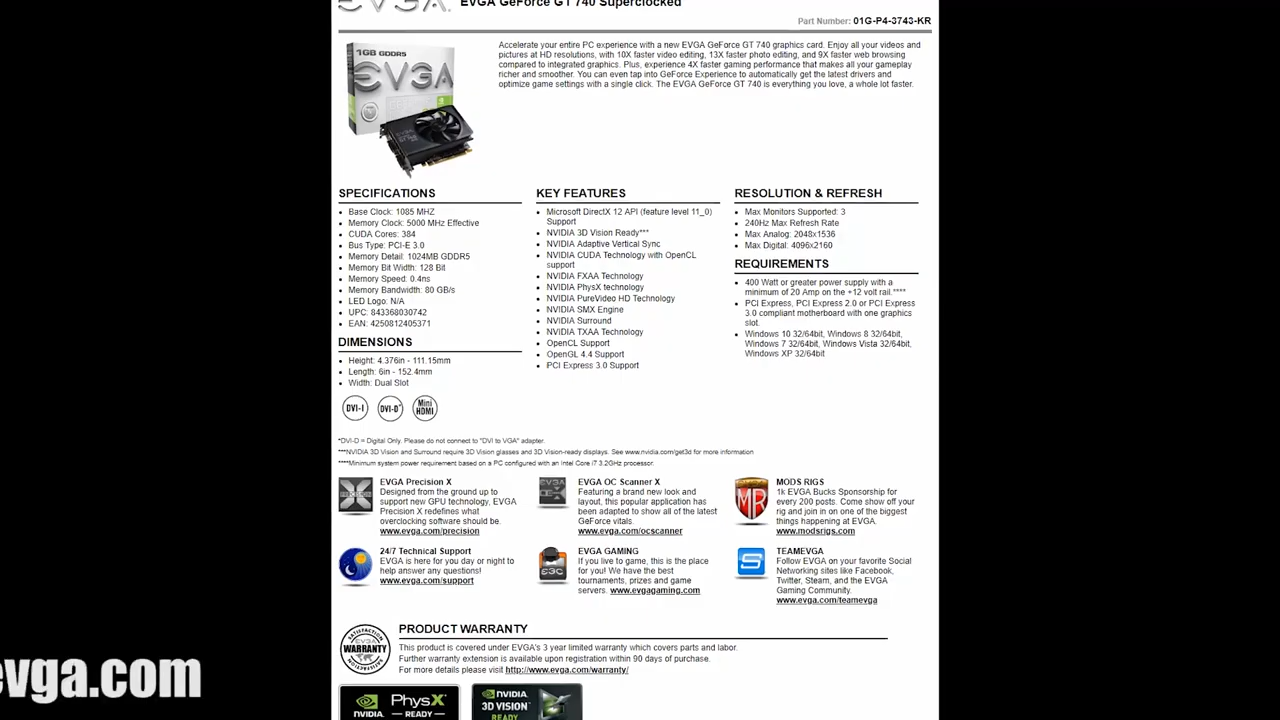 EVGA. EVGA GeForce GT 740 Superclocked
Part Number: 01G-P4-3743-KR
Accelerate your entire PC experience with a new EVGA GeForce GT 740 graphics card. Enjoy all your videos and
pictures at HD resolutions, with 10X faster video editing, 13X faster photo editing, and 9X faster web browsing
compared to integrated graphics. Plus, experience 4X faster gaming performance that makes all your gameplay
richer and smoother. You can even tap into GeForce Experience to automatically get the latest drivers and
optimize game settings with a single click. The EVGA GeForce GT 740 is everything you love, a whole lot faster.
1GB GDDR5
EVGA
SPECIFICATIONS
Base Clock: 1085 MHZ
Memory Clock: 5000 MHz Effective
CUDA Cores: 384
Bus Type: PCI-E 3.0
Memory Detail: 1024MB GDDR5
Memory Bit Width: 128 Bit
Memory Speed: 0.4ns
Memory Bandwidth: 80 GB/s
LED Logo: N/A
UPC: 843368030742
EAN: 4250812405371
DIMENSIONS
Height: 4.376in - 111.15mm
Length: 6in - 152.4mm
Width: Dual Slot
DVI-I
DVI-D*
Mini
HDMI
KEY FEATURES
Microsoft DirectX 12 API (feature level 11_0)
Support
NVIDIA 3D Vision Ready***
NVIDIA Adaptive Vertical Sync
NVIDIA CUDA Technology with OpenCL
support
NVIDIA FXAA Technology
NVIDIA PhysX technology
NVIDIA PureVideo HD Technology
NVIDIA SMX Engine
NVIDIA Surround
NVIDIA TXAA Technology
OpenCL Support
OpenGL 4.4 Support
PCI Express 3.0 Support
RESOLUTION & REFRESH
Max Monitors Supported: 3
240Hz Max Refresh Rate
Max Analog: 2048x1536
Max Digital: 4096x2160
REQUIREMENTS
400 Watt or greater power supply with a
minimum of 20 Amp on the +12 volt rail.****
PCI Express, PCI Express 2.0 or PCI Express
3.0 compliant motherboard with one graphics
slot.
Windows 10 32/64bit, Windows 8 32/64bit,
Windows 7 32/64bit, Windows Vista 32/64bit,
Windows XP 32/64bit
*DVI-D = Digital Only. Please do not connect to "DVI to VGA" adapter.
***NVIDIA 3D Vision and Surround require 3D Vision glasses and 3D Vision-ready displays. See www.nvidia.com/get3d for more information
****Minimum system power requirement based on a PC configured with an Intel Core i7 3.2GHz processor.
EVGA Precision X
Designed from the ground up to
support new GPU technology, EVGA
Precision X redefines what
overclocking software should be.
www.evga.com/precision
EVGA OC Scanner X
Featuring a brand new look and
layout, this popular application has
been adapted to show all of the latest
GeForce vitals.
www.evga.com/ocscanner
MODS RIGS
1k EVGA Bucks Sponsorship for
every 200 posts. Come show off your
rig and join in on one of the biggest
things happening at EVGA.
www.modsrigs.com
24/7 Technical Support
EVGA is here for you day or night to
help answer any questions!
www.evga.com/support
EVGA GAMING
If you live to game, this is the place
for you! We have the best
tournaments, prizes and game
servers. www.evgagaming.com
TEAMEVGA
Follow EVGA on your favorite Social
Networking sites like Facebook,
Twitter, Steam, and the EVGA
Gaming Community.
www.evga.com/teamevga
PRODUCT WARRANTY
This product is covered under EVGA's 3 year limited warranty which covers parts and labor.
Further warranty extension is available upon registration within 90 days of purchase.
For more details please visit http://www.evga.com/warranty/
SATISFACTION
EVGA
WARRANTY
evga.com
NVIDIA. PhysX
READY
NVIDIA
3D VISION
READY